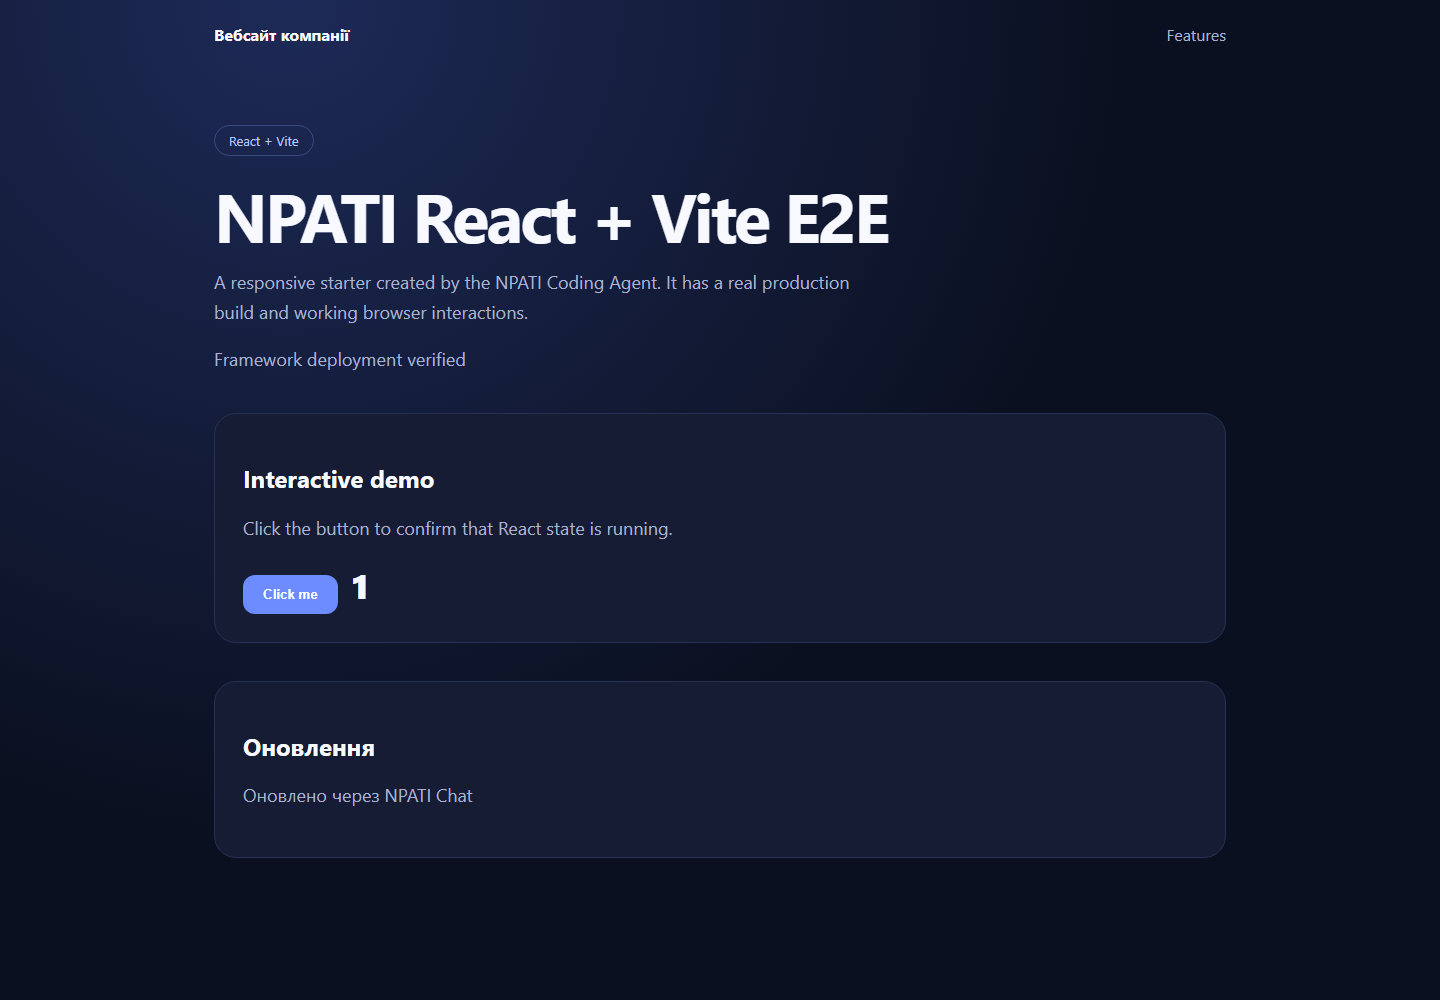 Вебсайт компанії
Features
React + Vite
NPATI React + Vite E2E
A responsive starter created by the NPATI Coding Agent. It has a real production
build and working browser interactions.
Framework deployment verified
Interactive demo
Click the button to confirm that React state is running.
Click me 1
Оновлення
Оновлено через NPATI Chat